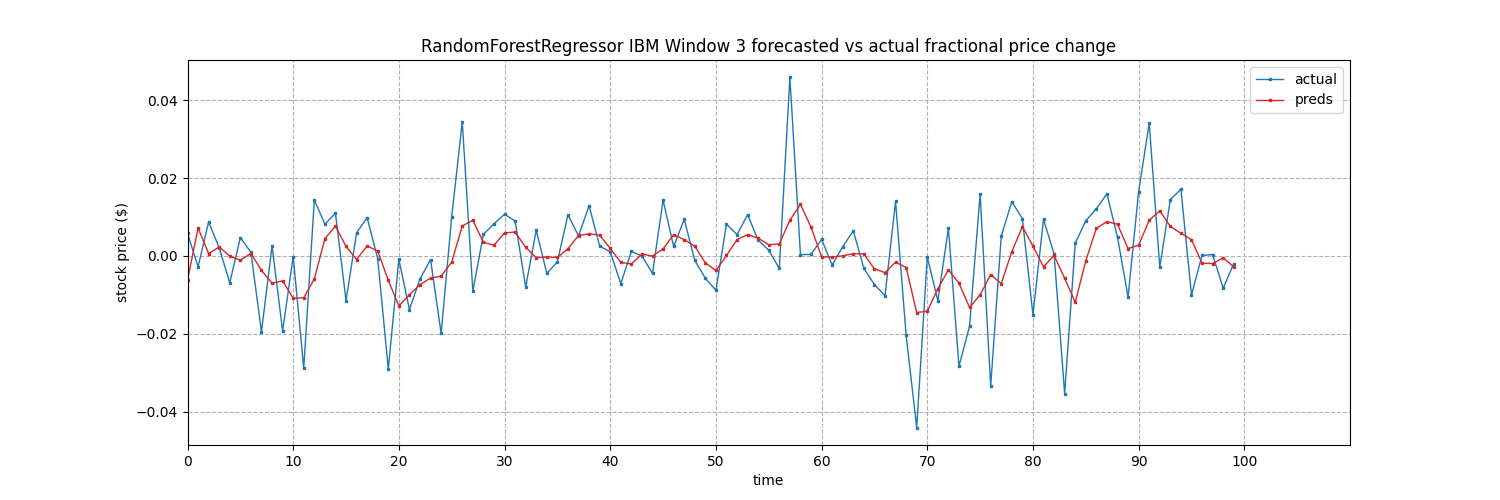 RandomForestRegressor IBM Window 3 forecasted vs actual fractional price change
actual
preds
stock price ($)
0.04
0.02
0.00
−0.02
−0.04
0 10 20 30 40 50 60 70 80 90 100
time